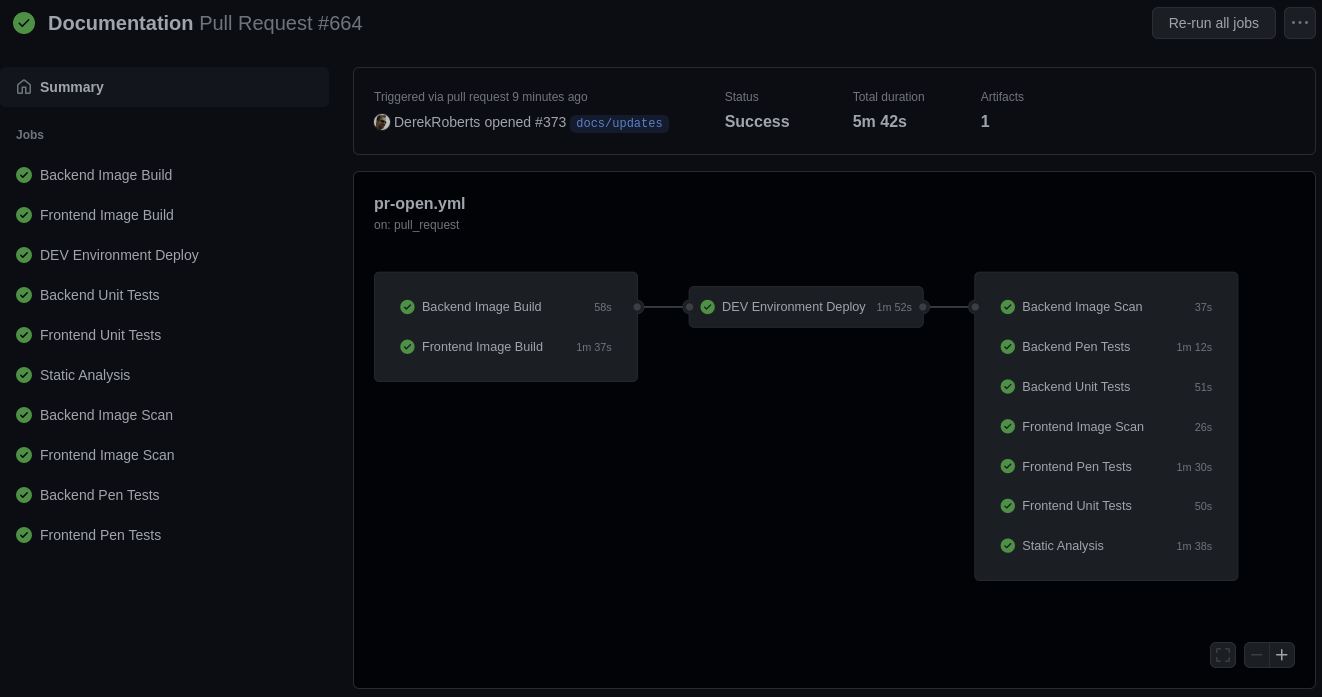 Documentation Pull Request #664
Re-run all jobs
Summary
Jobs
Backend Image Build
Frontend Image Build
DEV Environment Deploy
Backend Unit Tests
Frontend Unit Tests
Static Analysis
Backend Image Scan
Frontend Image Scan
Backend Pen Tests
Frontend Pen Tests
Triggered via pull request 9 minutes ago
DerekRoberts opened #373 docs/updates
Status
Success
Total duration
5m 42s
Artifacts
1
pr-open.yml
on: pull_request
Backend Image Build 58s
Frontend Image Build 1m 37s
DEV Environment Deploy 1m 52s
Backend Image Scan 37s
Backend Pen Tests 1m 12s
Backend Unit Tests 51s
Frontend Image Scan 26s
Frontend Pen Tests 1m 30s
Frontend Unit Tests 50s
Static Analysis 1m 38s